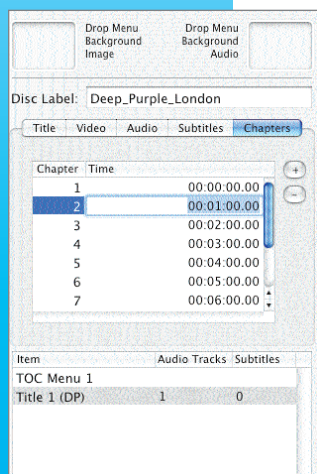 Drop Menu Background Image
Drop Menu Background Audio
Disc Label: Deep_Purple_London
Title Video Audio Subtitles Chapters
Chapter Time
1 00:00:00.00
2 00:01:00.00
3 00:02:00.00
4 00:03:00.00
5 00:04:00.00
6 00:05:00.00
7 00:06:00.00
+
-
Item Audio Tracks Subtitles
TOC Menu 1
Title 1 (DP) 1 0